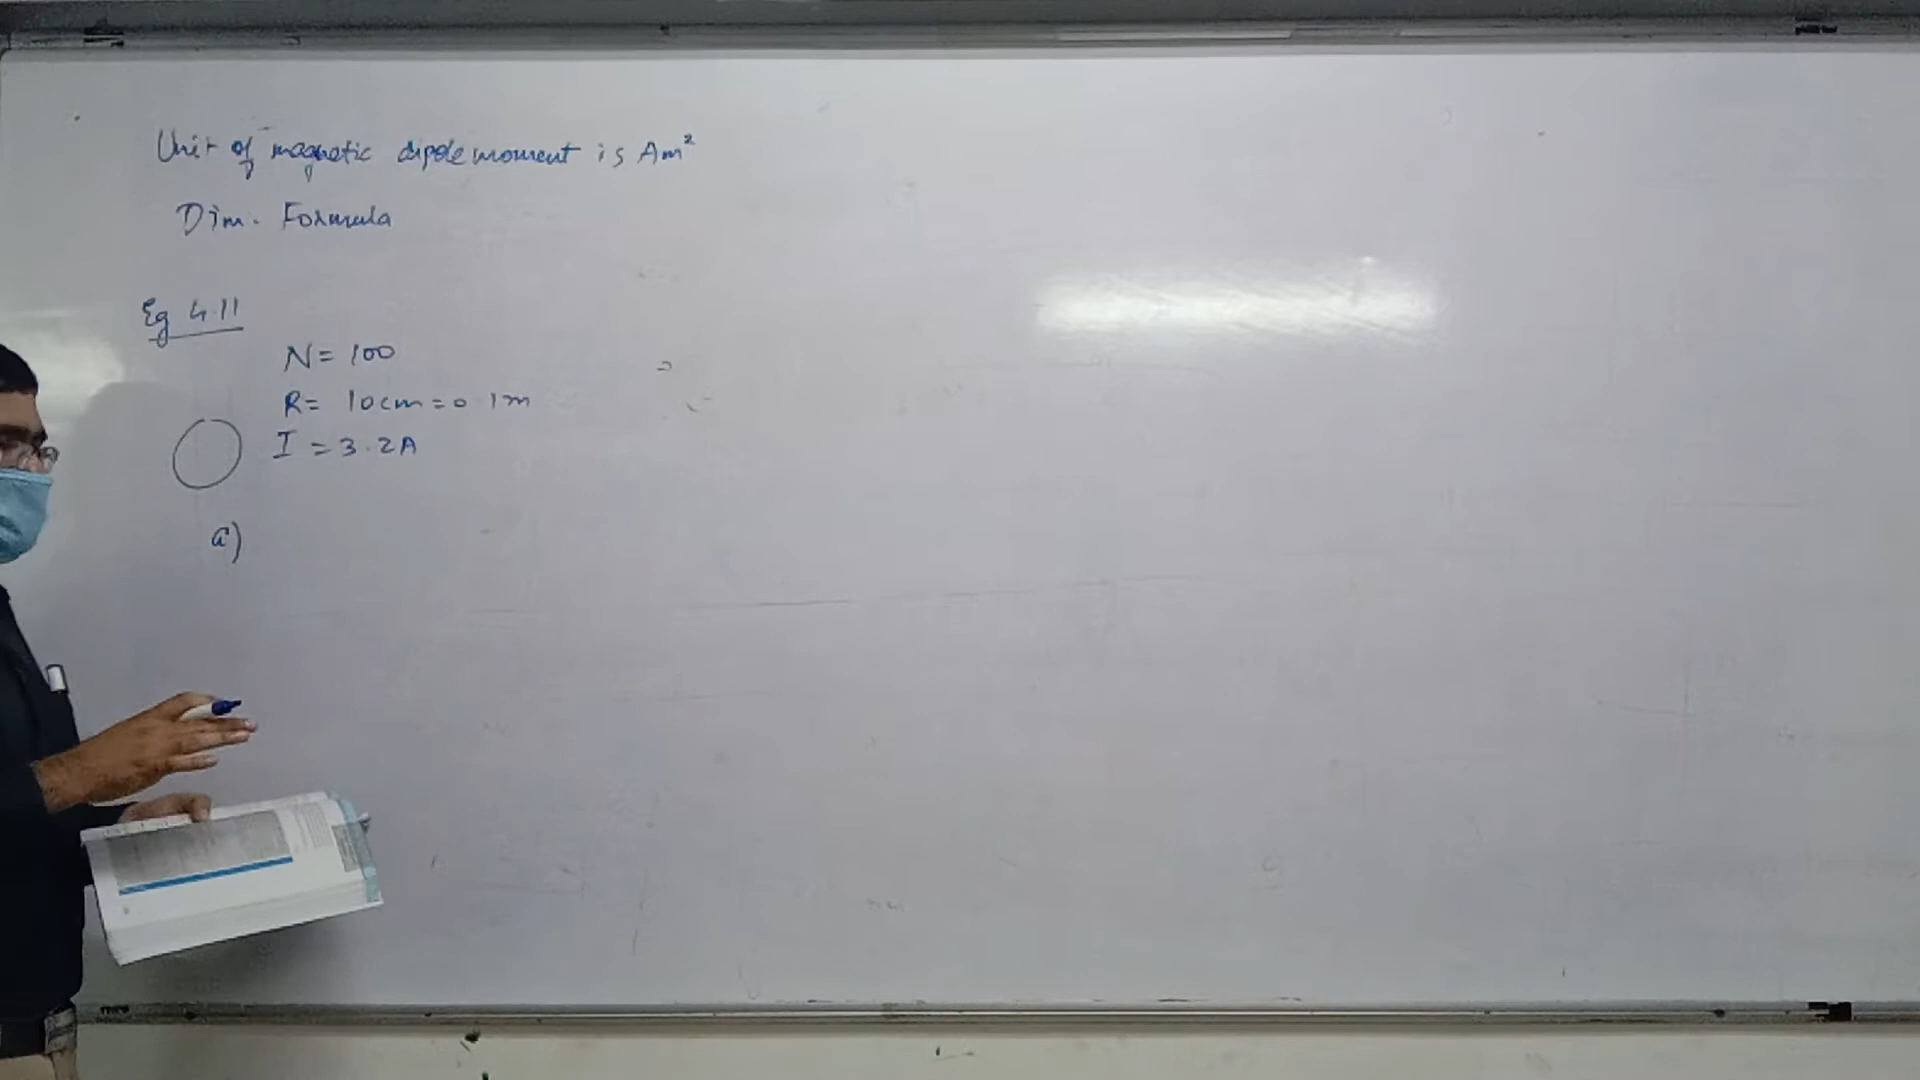 Unit of magnetic dipole moment is Am²
Dim. Formula
Eg 4.11
N = 100
R = 10cm = 0.1m
I = 3.2A
a)